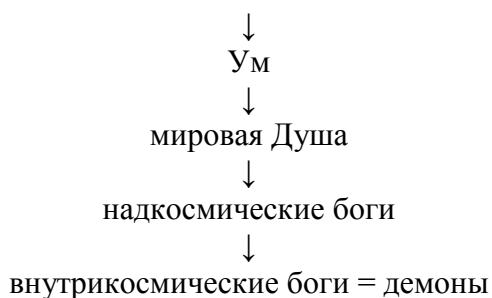 ↓
Ум
↓
мировая Душа
↓
надкосмические боги
↓
внутрикосмические боги = демоны